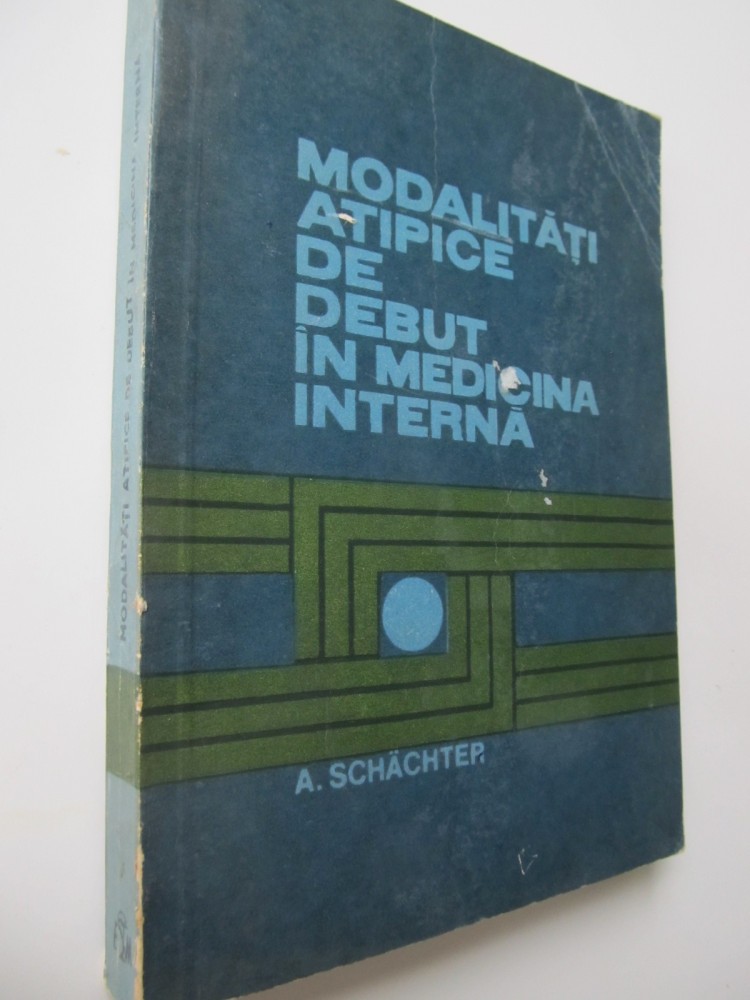 MODALITĂȚI
ATIPICE
DE
DEBUT
ÎN MEDICINA
INTERNĂ
A. SCHÄCHTER
MODALITĂȚI ATIPICE DE DEBUT ÎN MEDICINA INTERNĂ